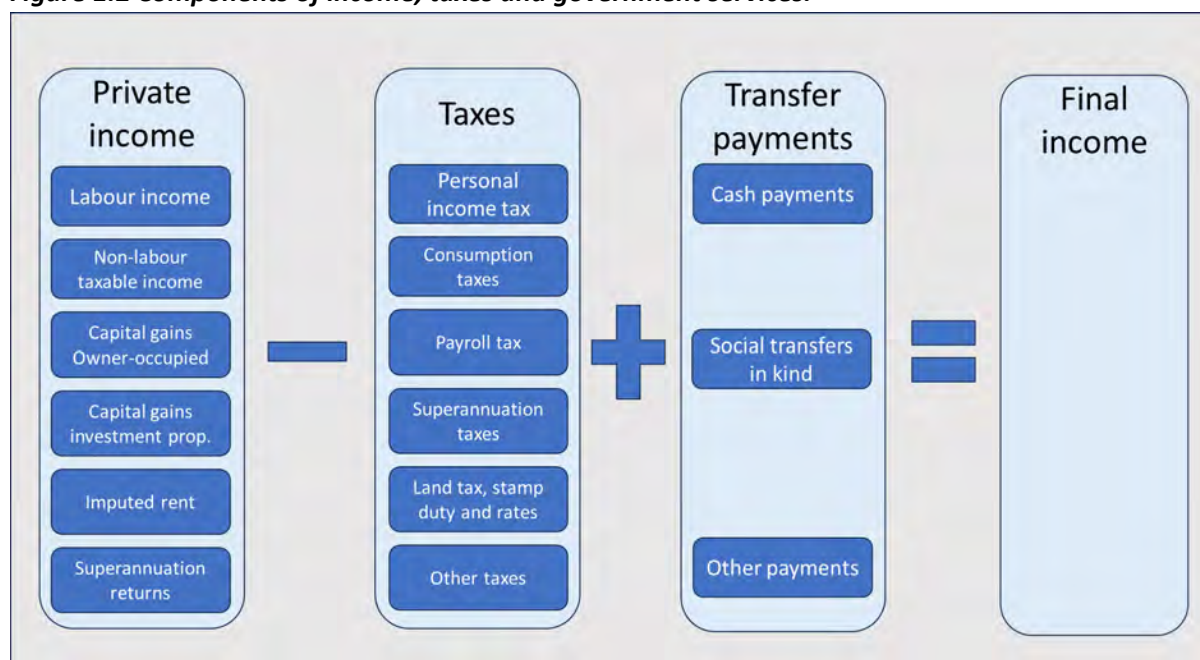 Figure 1.1 Components of income, taxes and government services.
Private
income
Labour income
Non-labour
taxable income
Capital gains
Owner-occupied
Capital gains
investment prop.
Imputed rent
Superannuation
returns
Taxes
Personal
income tax
Consumption
taxes
Payroll tax
Superannuation
taxes
Land tax, stamp
duty and rates
Other taxes
Transfer
payments
Cash payments
Social transfers
in kind
Other payments
Final
income